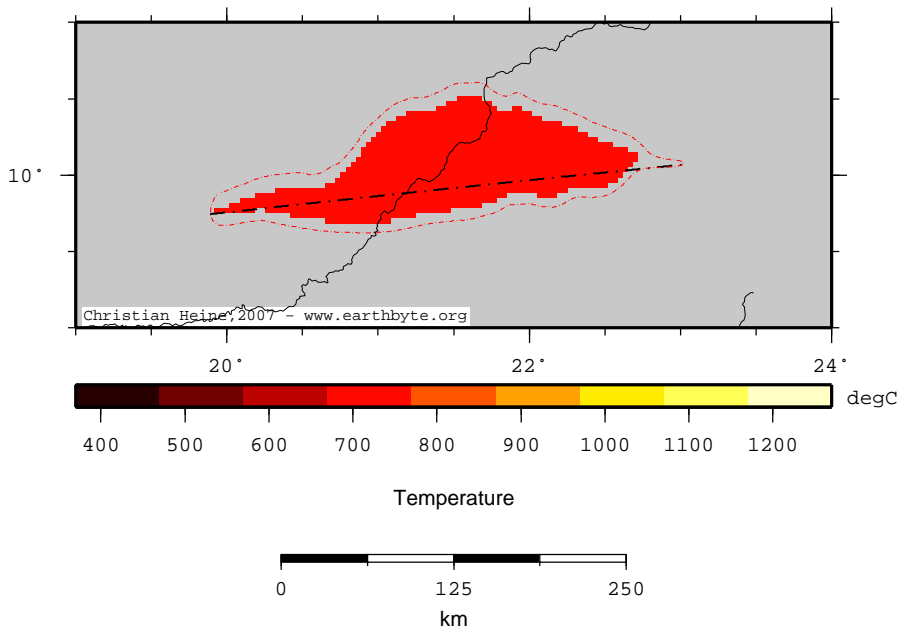 10°
Christian Heine,2007 – www.earthbyte.org
20° 22° 24°
degC
400 500 600 700 800 900 1000 1100 1200
Temperature
0 125 250
km